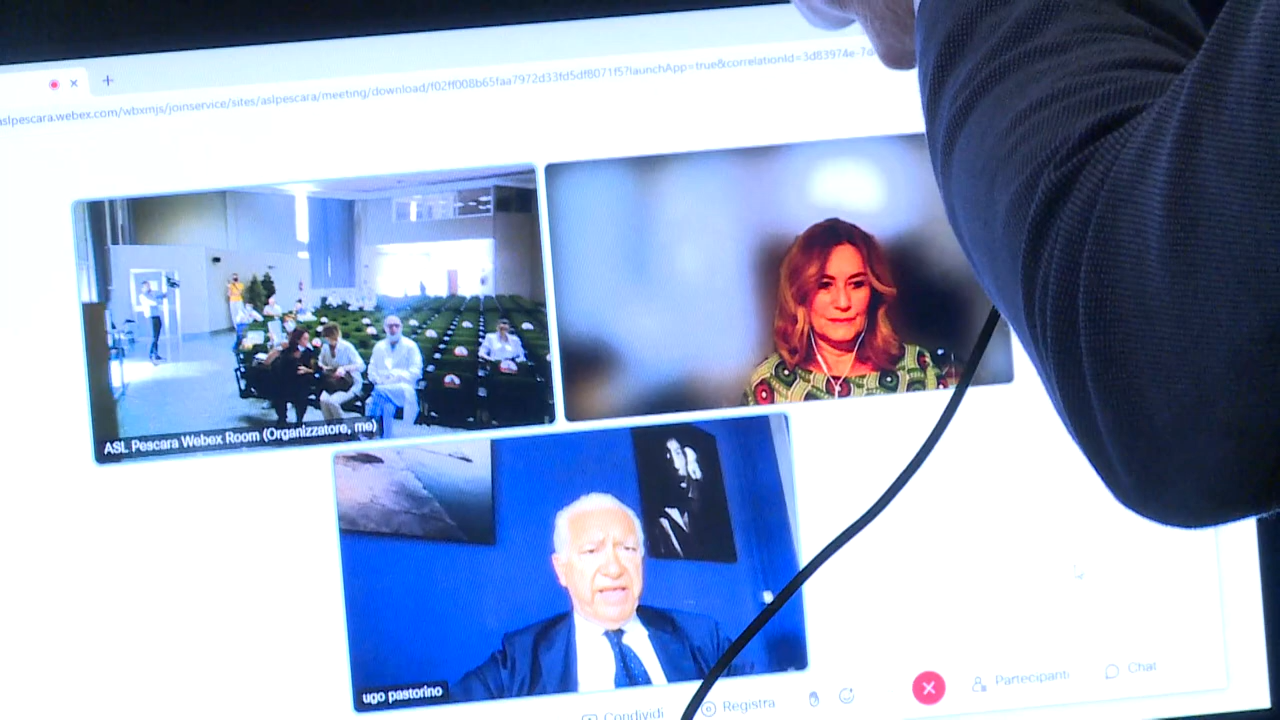 aslpescara.webex.com/wbxmjs/joinservice/sites/aslpescara/meeting/download/f02ff008b65faa7972d33fd5df8071f5?launchApp=true&correlationId=3d83974e-7d
ASL Pescara Webex Room (Organizzatore, me)
ugo pastorino
Condividi
Registra
Partecipanti
Chat